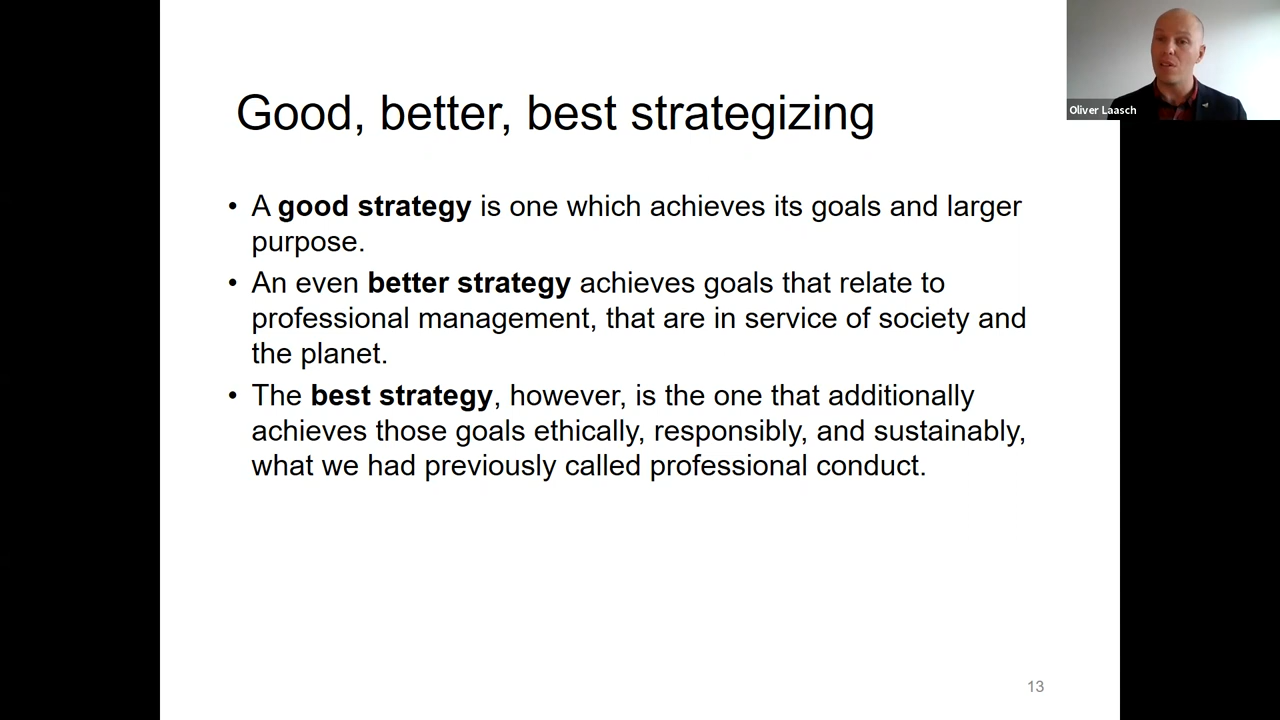 Oliver Laasch
Good, better, best strategizing
• A good strategy is one which achieves its goals and larger
purpose.
• An even better strategy achieves goals that relate to
professional management, that are in service of society and
the planet.
• The best strategy, however, is the one that additionally
achieves those goals ethically, responsibly, and sustainably,
what we had previously called professional conduct.
13